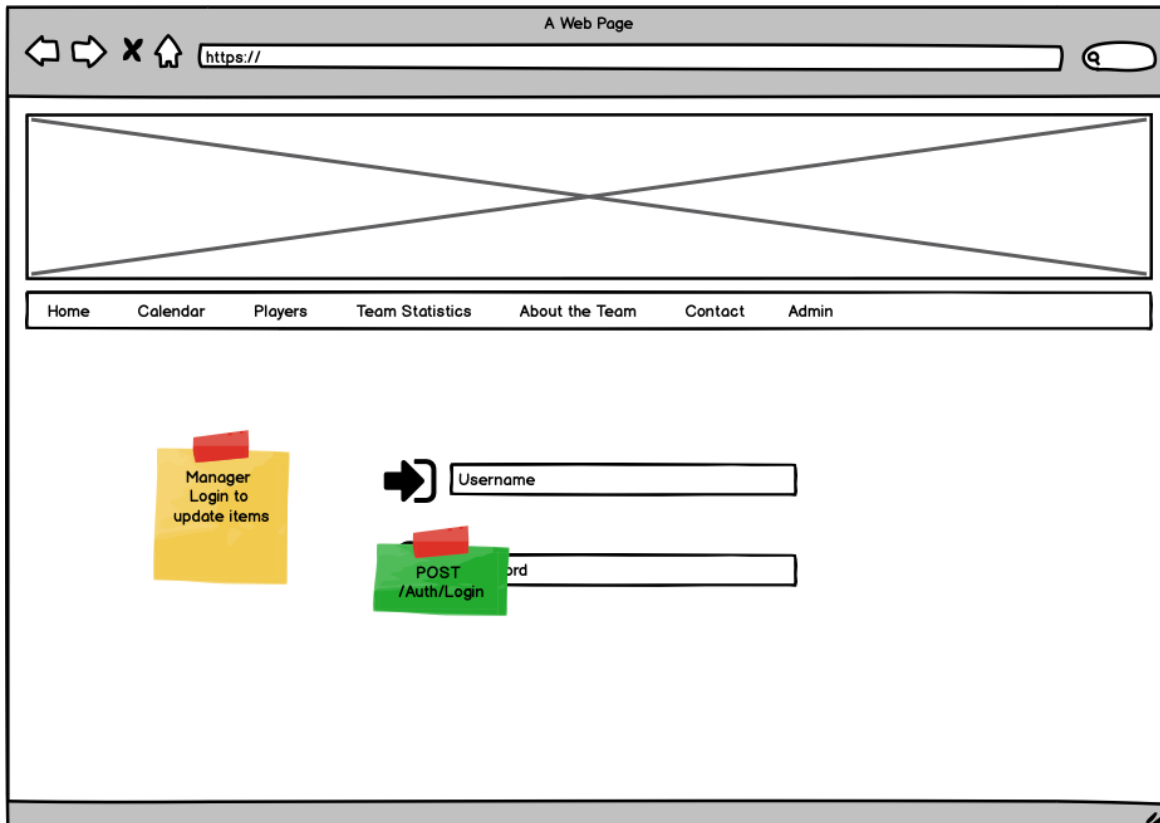 A Web Page
https://
Home Calendar Players Team Statistics About the Team Contact Admin
Manager
Login to
update items
Username
POST
/Auth/Login
ord